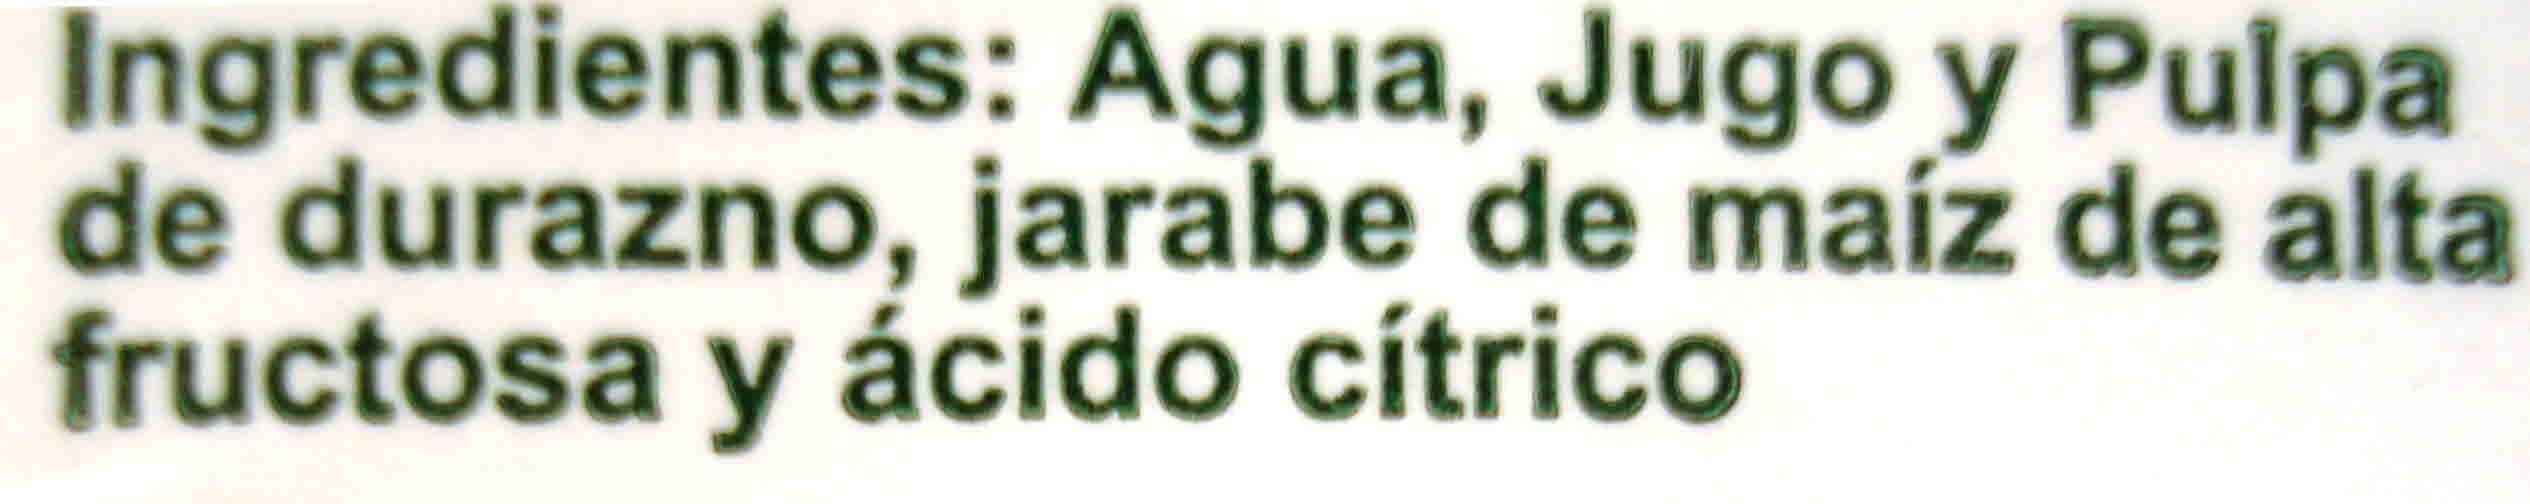 Ingredientes: Agua, Jugo y Pulpa
de durazno, jarabe de maíz de alta
fructosa y ácido cítrico